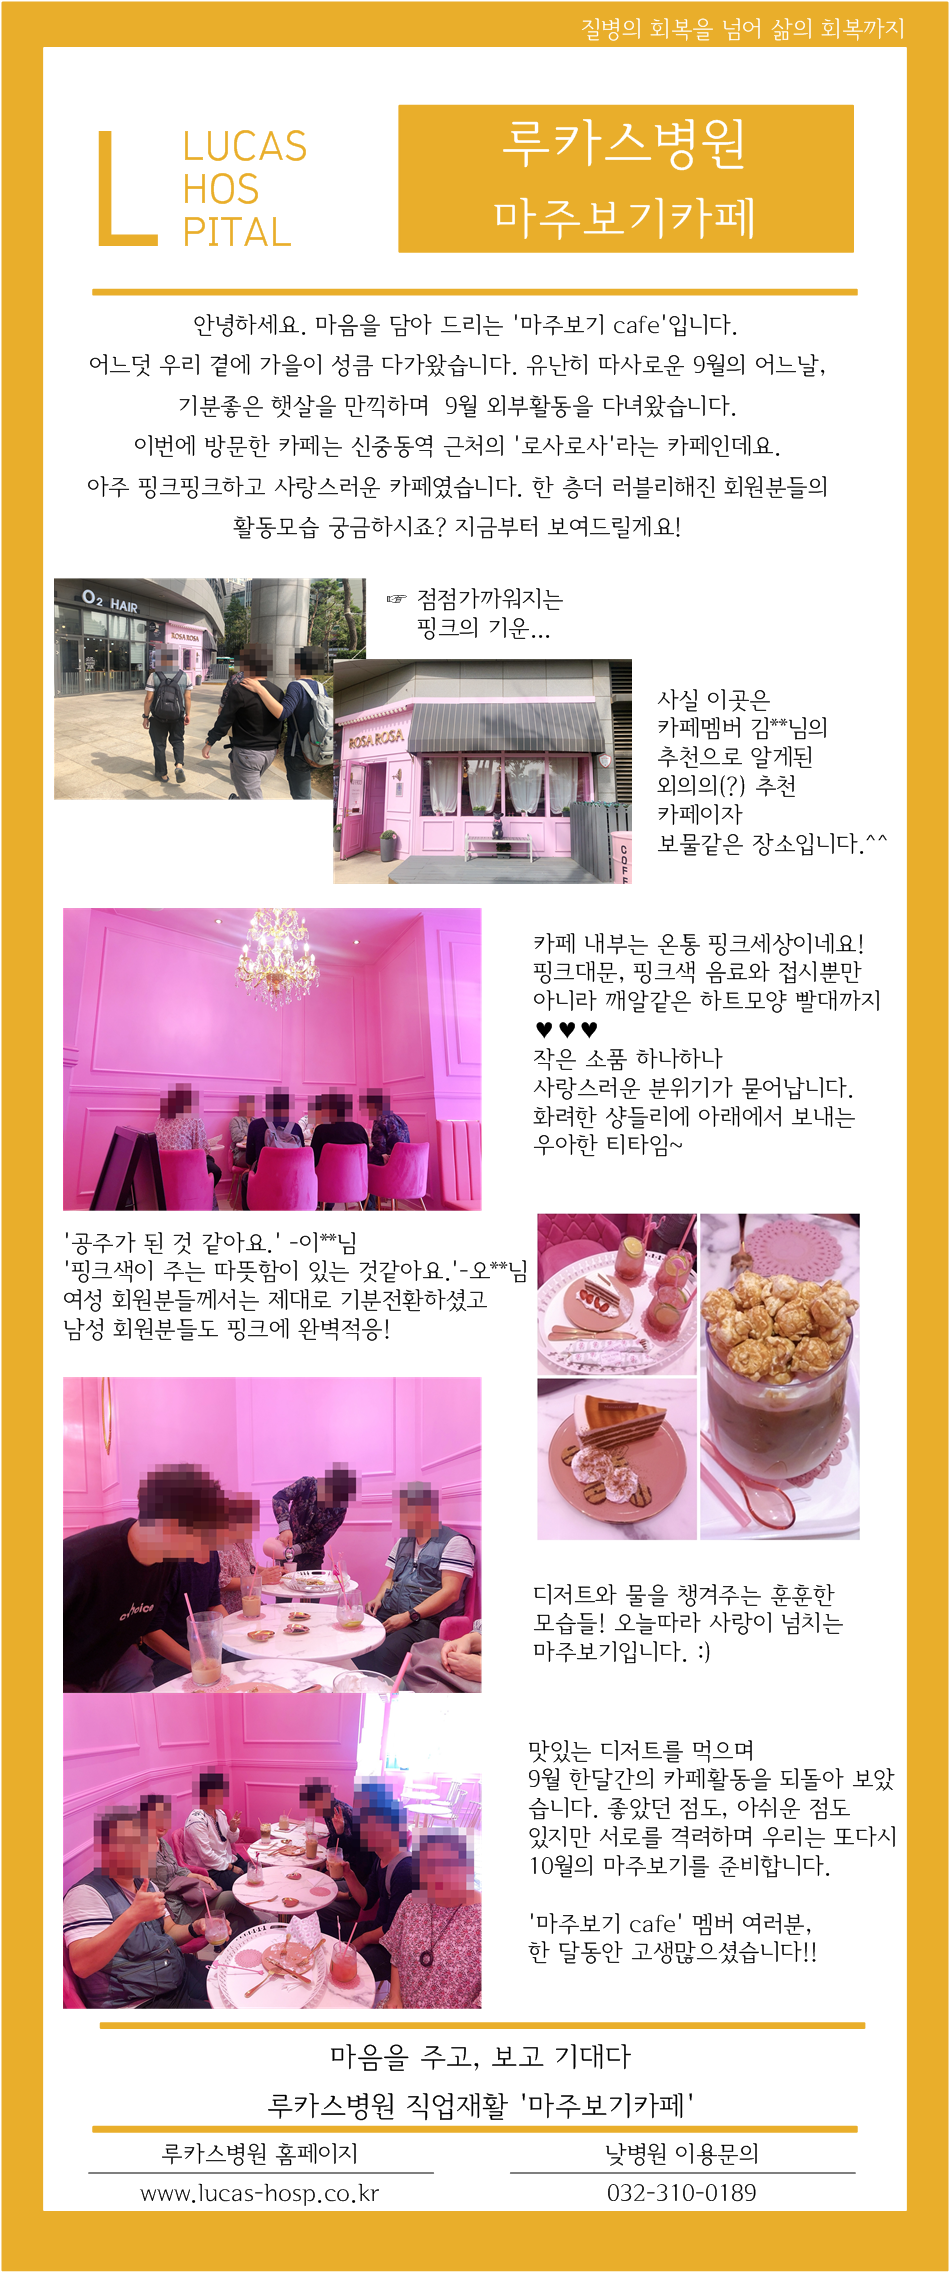 질병의 회복을 넘어 삶의 회복까지
L
LUCAS
HOS
PITAL
루카스병원
마주보기카페
안녕하세요. 마음을 담아 드리는 '마주보기 cafe'입니다.
어느덧 우리 곁에 가을이 성큼 다가왔습니다. 유난히 따사로운 9월의 어느날,
기분좋은 햇살을 만끽하며 9월 외부활동을 다녀왔습니다.
이번에 방문한 카페는 신중동역 근처의 '로사로사'라는 카페인데요.
아주 핑크핑크하고 사랑스러운 카페였습니다. 한 층더 러블리해진 회원분들의
활동모습 궁금하시죠? 지금부터 보여드릴게요!
O2 HAIR
ROSA ROSA
☞ 점점가까워지는
핑크의 기운...
ROSA ROSA
COFF
사실 이곳은
카페멤버 김**님의
추천으로 알게된
외의의(?) 추천
카페이자
보물같은 장소입니다.^^
카페 내부는 온통 핑크세상이네요!
핑크대문, 핑크색 음료와 접시뿐만
아니라 깨알같은 하트모양 빨대까지
♥♥♥
작은 소품 하나하나
사랑스러운 분위기가 묻어납니다.
화려한 샹들리에 아래에서 보내는
우아한 티타임~
'공주가 된 것 같아요.' -이**님
'핑크색이 주는 따뜻함이 있는 것같아요.'-오**님
여성 회원분들께서는 제대로 기분전환하셨고
남성 회원분들도 핑크에 완벽적응!
choice
디저트와 물을 챙겨주는 훈훈한
모습들! 오늘따라 사랑이 넘치는
마주보기입니다. :)
맛있는 디저트를 먹으며
9월 한달간의 카페활동을 되돌아 보았
습니다. 좋았던 점도, 아쉬운 점도
있지만 서로를 격려하며 우리는 또다시
10월의 마주보기를 준비합니다.
'마주보기 cafe' 멤버 여러분,
한 달동안 고생많으셨습니다!!
마음을 주고, 보고 기대다
루카스병원 직업재활 '마주보기카페'
루카스병원 홈페이지
www.lucas-hosp.co.kr
낮병원 이용문의
032-310-0189